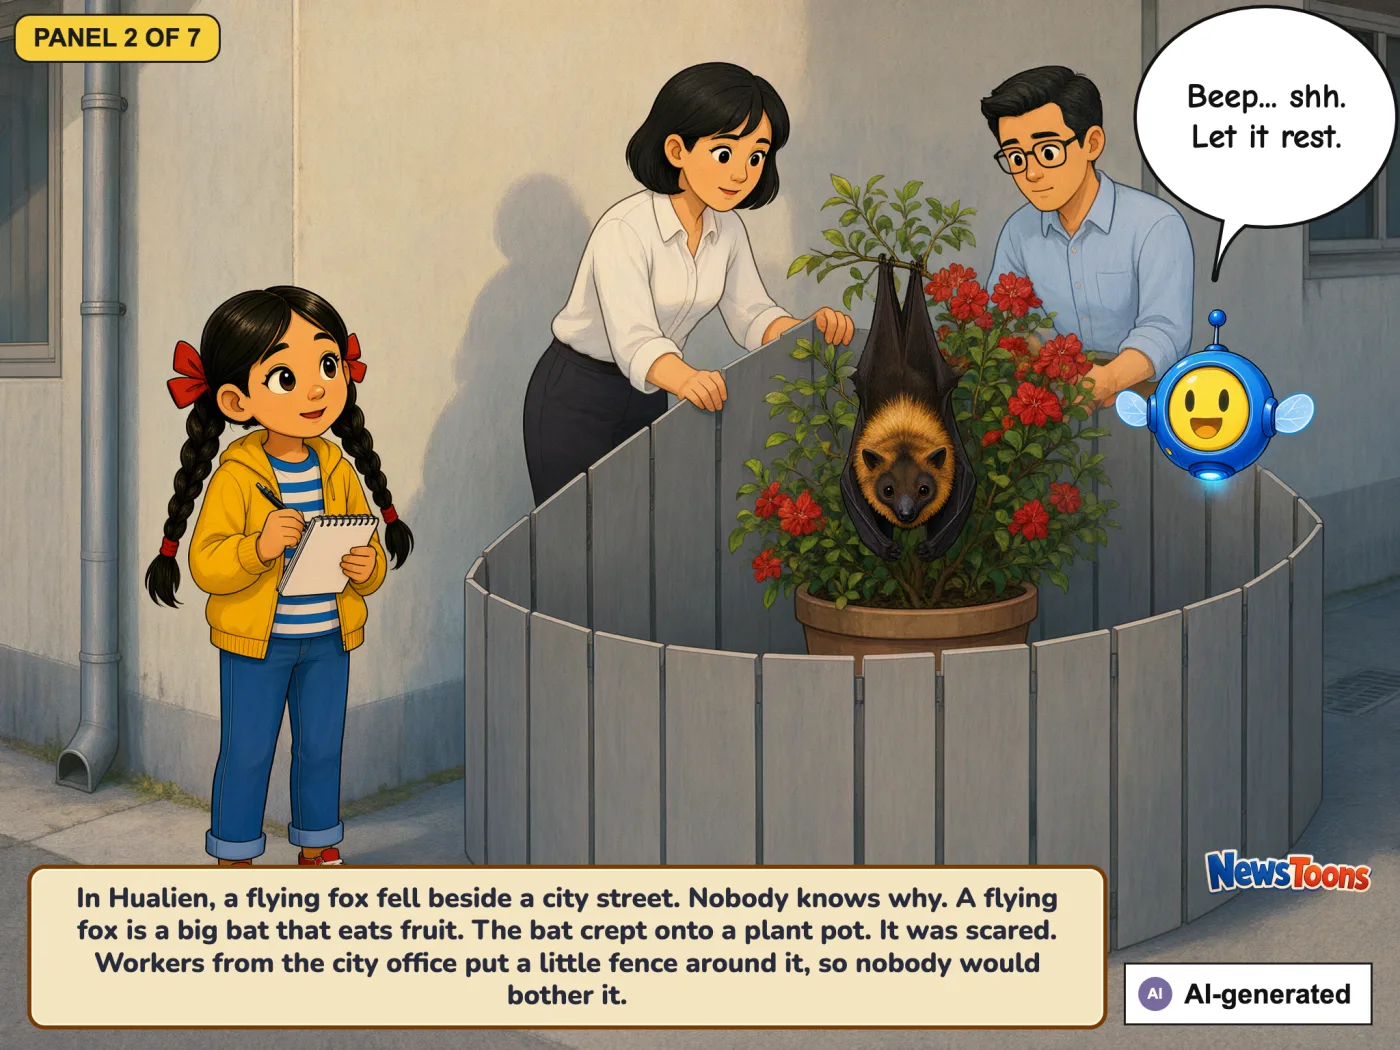 PANEL 2 OF 7
Beep... shh.
Let it rest.
In Hualien, a flying fox fell beside a city street. Nobody knows why. A flying
fox is a big bat that eats fruit. The bat crept onto a plant pot. It was scared.
Workers from the city office put a little fence around it, so nobody would
bother it.
NewsToons
AI AI-generated